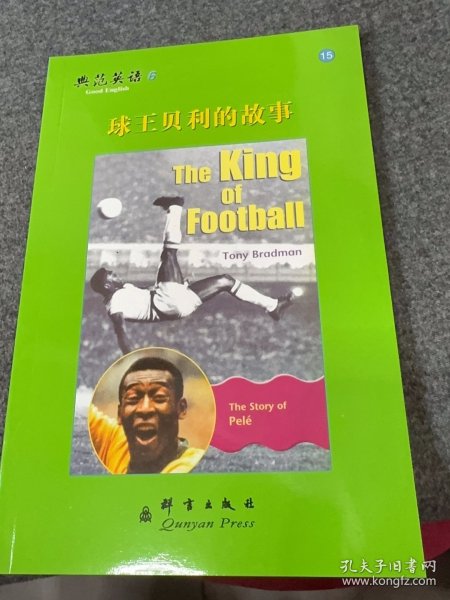 典范英语 6
Good English
15
球王贝利的故事
The King
of
Football
Tony Bradman
The Story of
Pelé
群言出版社
Qunyan Press
孔夫子旧书网
www.kongfz.com